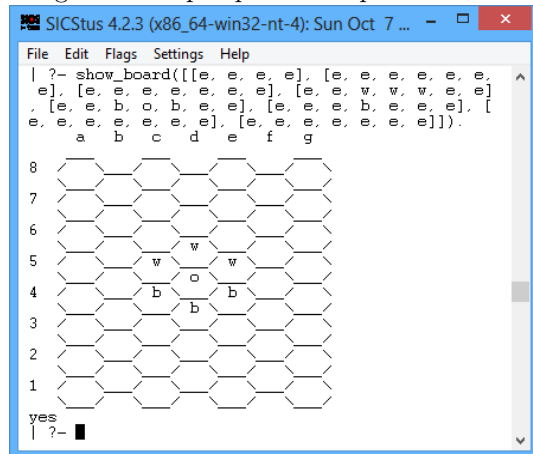 SICStus 4.2.3 (x86_64-win32-nt-4): Sun Oct 7 ...
File Edit Flags Settings Help
| ?- show_board([[e, e, e, e], [e, e, e, e, e, e,
e], [e, e, e, e, e, e, e], [e, e, w, w, w, e, e]
, [e, e, b, o, b, e, e], [e, e, e, b, e, e, e], [
e, e, e, e, e, e, e], [e, e, e, e, e, e, e]]).
a b c d e f g
8
7
6
w
5 w w
o
4 b b
b
3
2
1
yes
| ?-